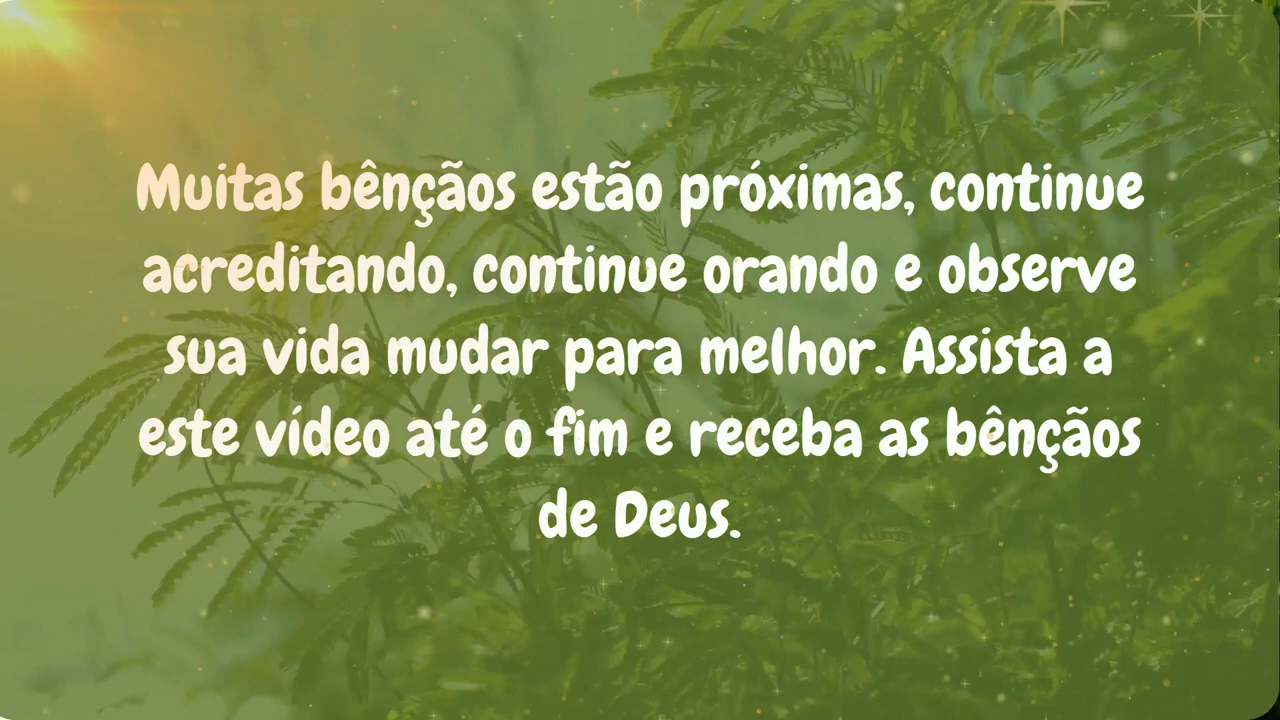 Muitas bênçãos estão próximas, continue
acreditando, continue orando e observe
sua vida mudar para melhor. Assista a
este vídeo até o fim e receba as bênçãos
de Deus.